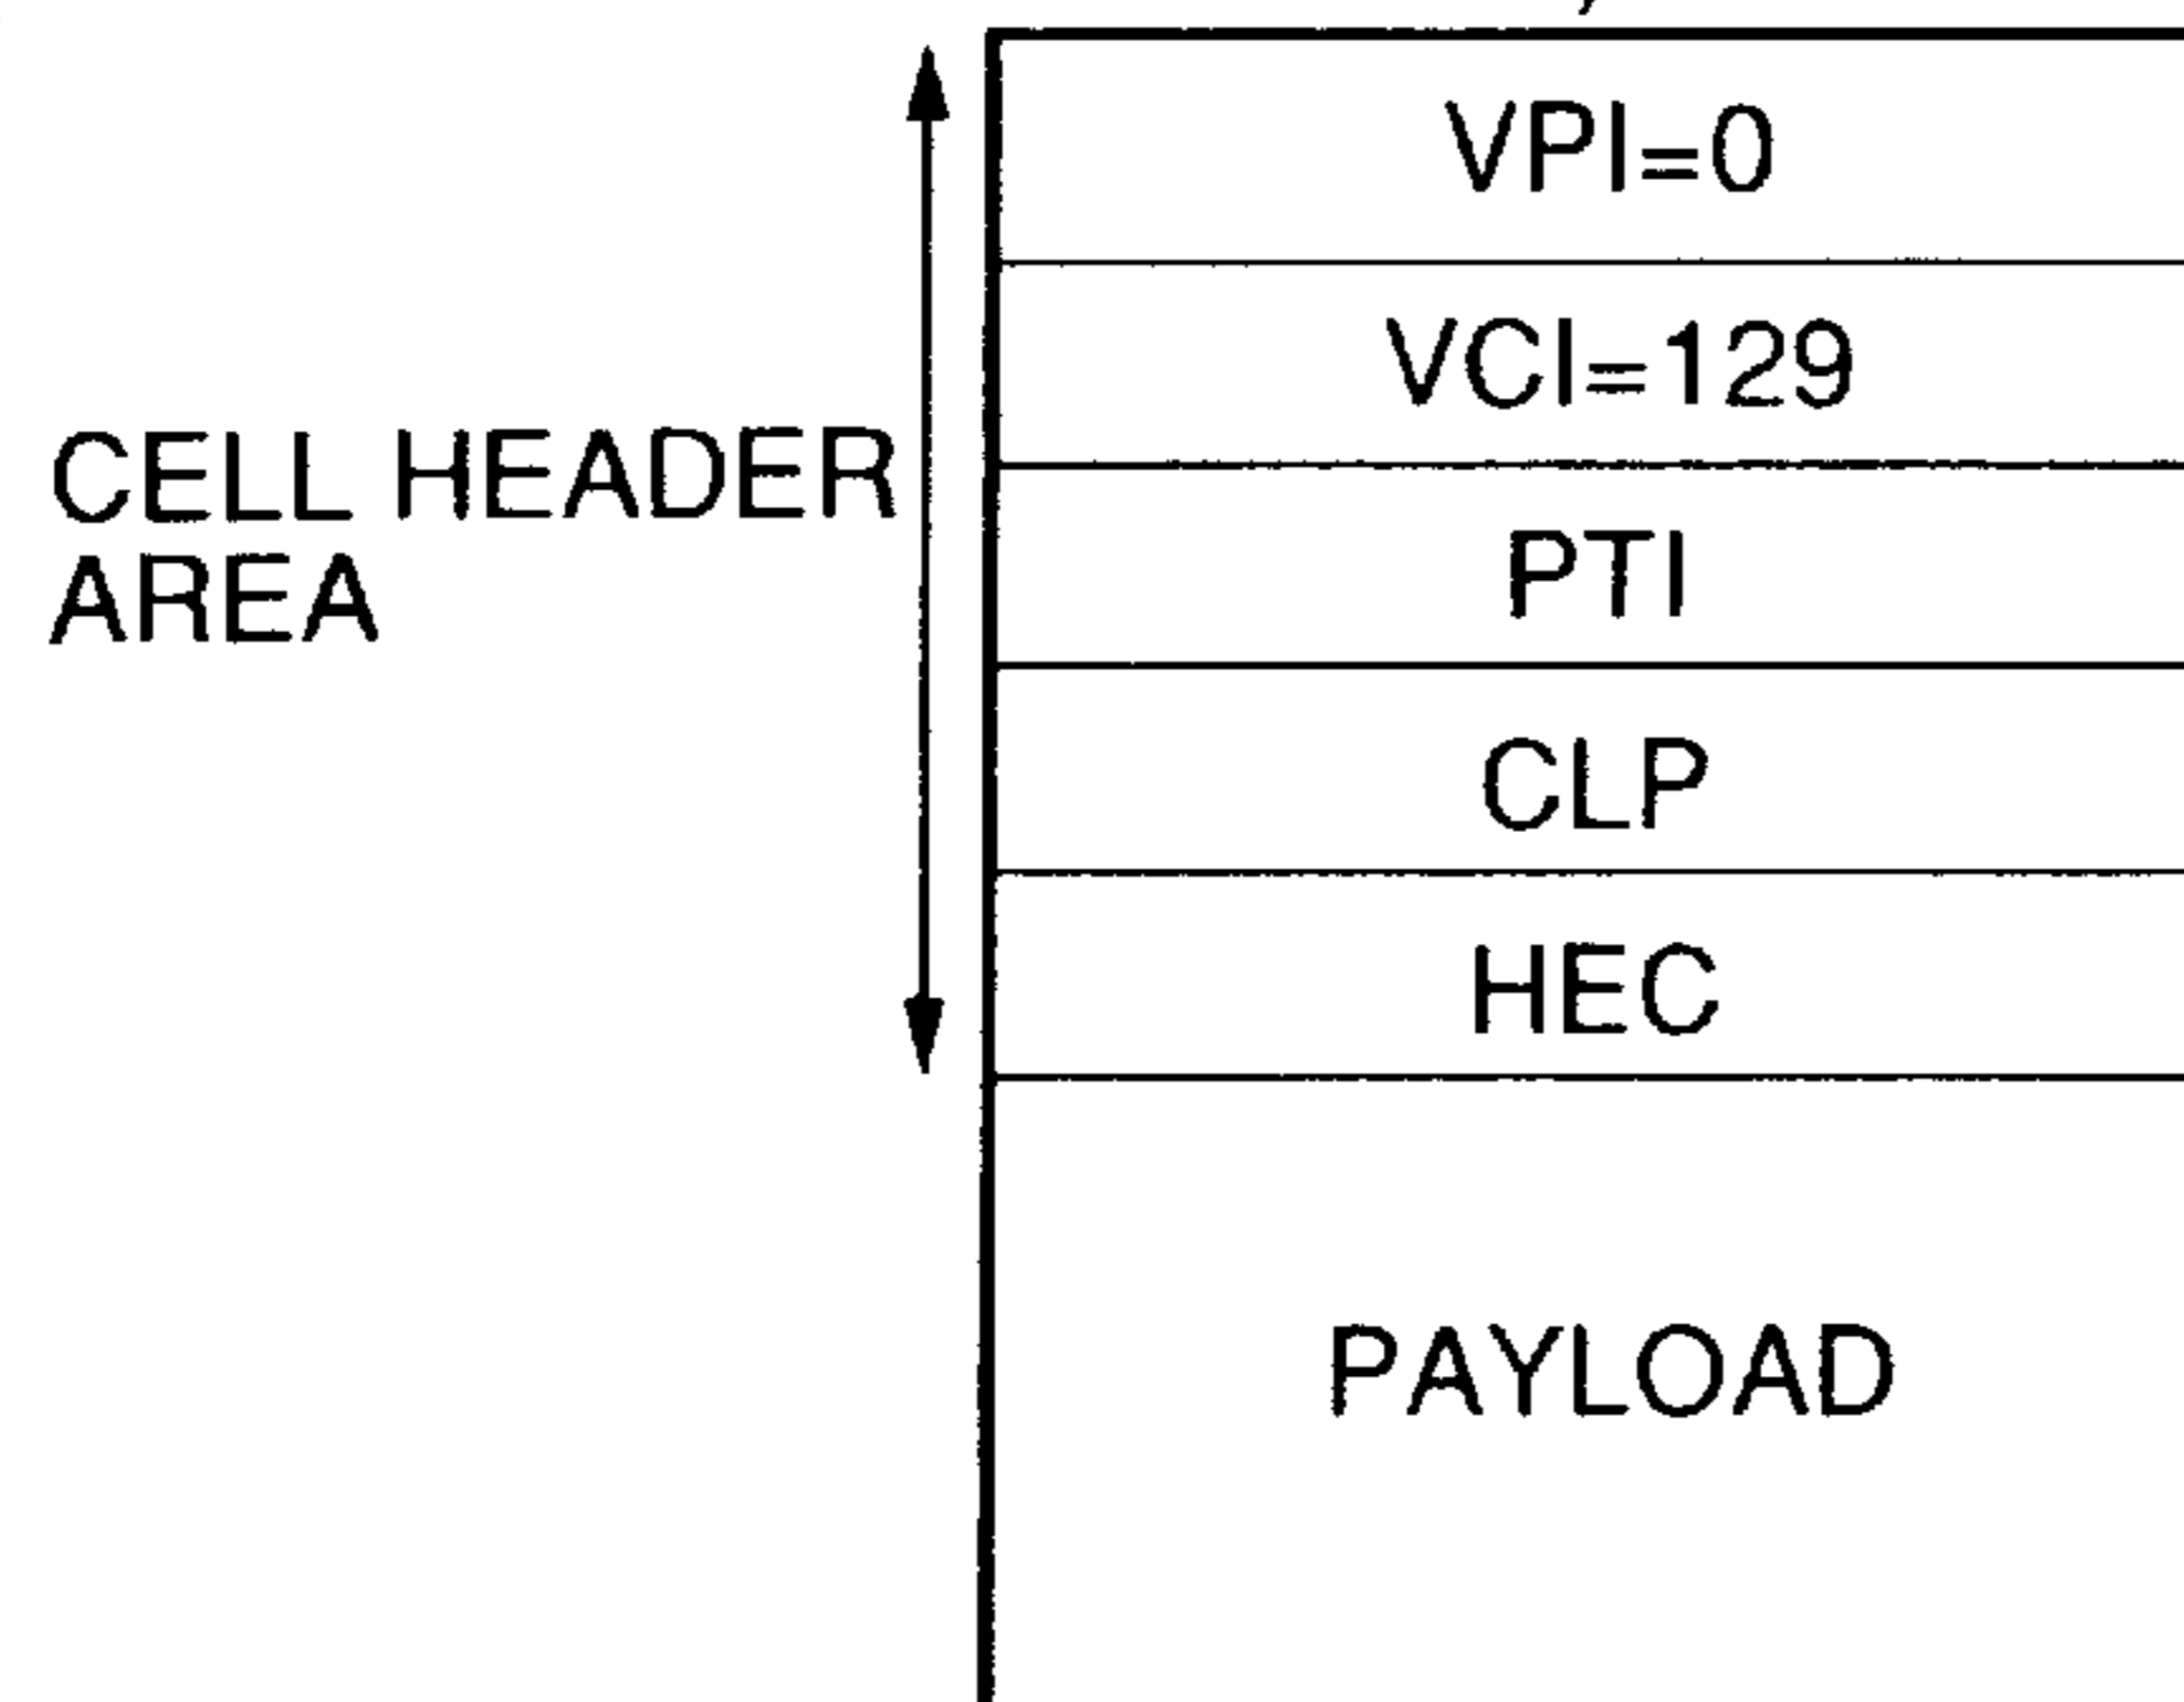 VPI=0
VCI=129
CELL HEADER
AREA
PTI
CLP
HEC
PAYLOAD